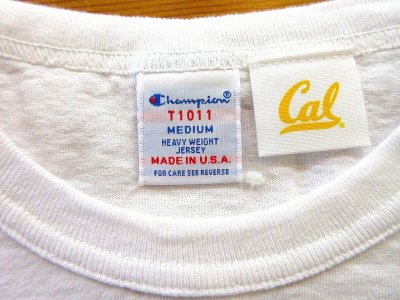 Champion®
T1011
MEDIUM
HEAVY WEIGHT
JERSEY
MADE IN U.S.A.
FOR CARE SEE REVERSE
Cal